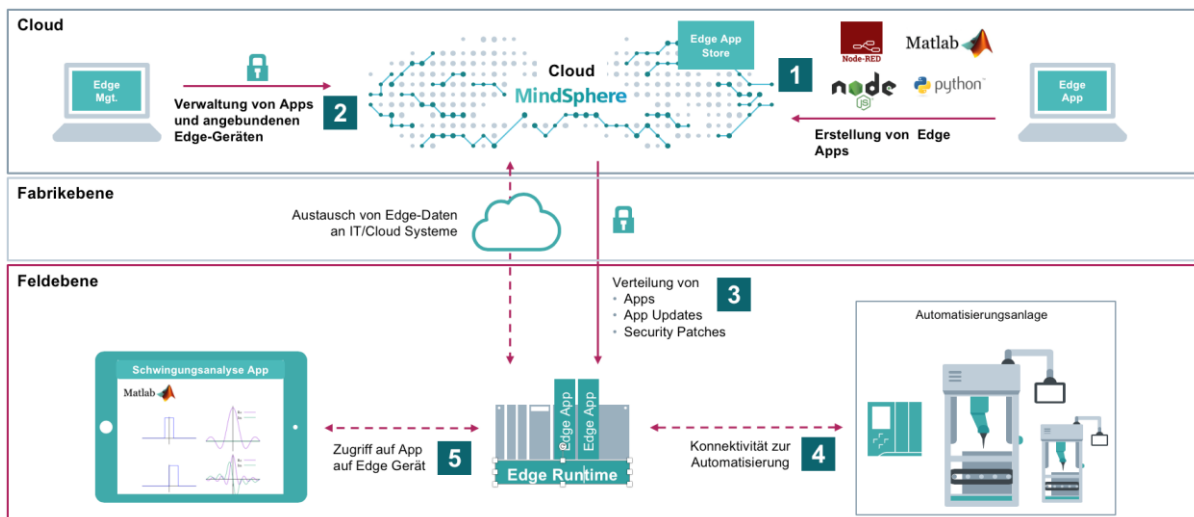 Cloud
Edge
Mgt.
Verwaltung von Apps
und angebundenen
Edge-Geräten
2
Cloud
MindSphere
Edge App
Store
1
Node-RED
Matlab
node
JS
python
Erstellung von Edge
Apps
Edge
App
Fabrikebene
Austausch von Edge-Daten
an IT/Cloud Systeme
Feldebene
Verteilung von
• Apps
• App Updates
• Security Patches
3
Schwingungsanalyse App
Matlab
Zugriff auf App
auf Edge Gerät
5
Edge App
Edge App
Edge Runtime
Konnektivität zur
Automatisierung
4
Automatisierungsanlage